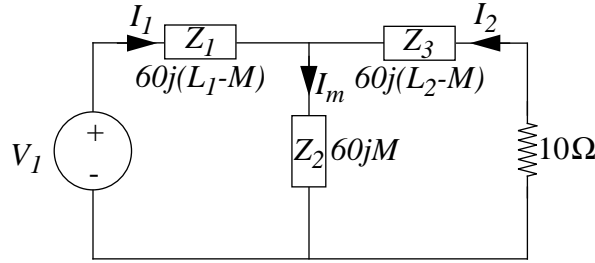 I1 Z1 Z3 I2
60j(L1-M) Im 60j(L2-M)
V1 + - Z2 60jM 10Ω